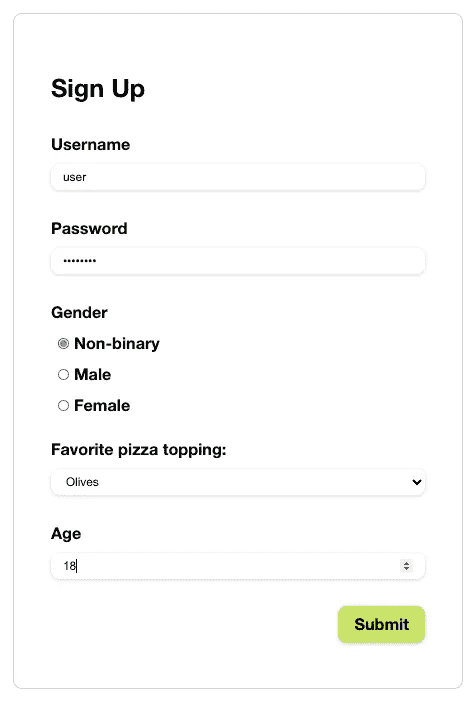 Sign Up
Username
user
Password
••••••••
Gender
Non-binary
Male
Female
Favorite pizza topping:
Olives
Age
18
Submit